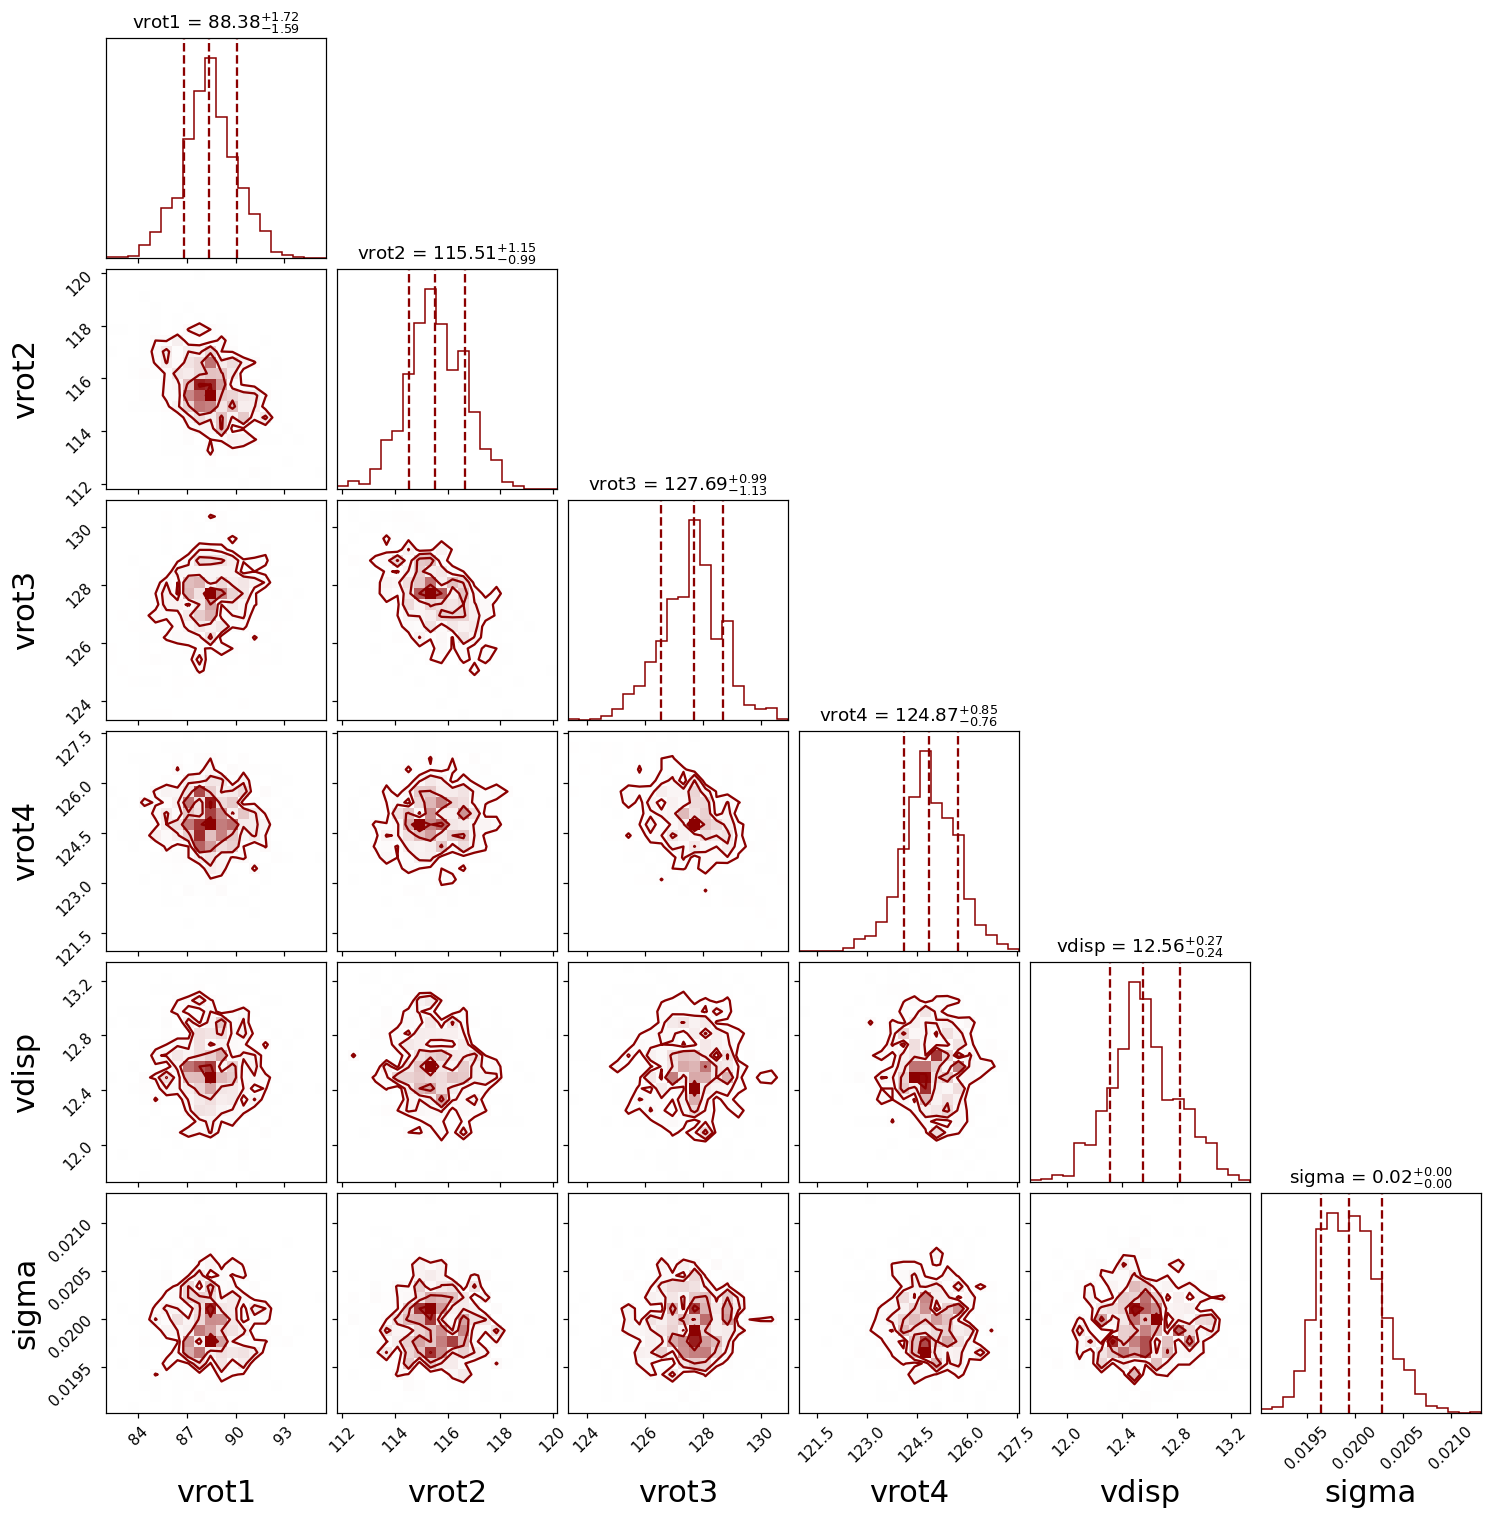 vrot1 = 88.38+1.72 −1.59
vrot2 = 115.51+1.15 −0.99
120
118
116
114
112
vrot2
vrot3 = 127.69+0.99 −1.13
130
128
126
124
vrot3
vrot4 = 124.87+0.85 −0.76
127.5
126.0
124.5
123.0
121.5
vrot4
vdisp = 12.56+0.27 −0.24
13.2
12.8
12.4
12.0
vdisp
sigma = 0.02+0.00 −0.00
0.0210
0.0205
0.0200
0.0195
sigma
84 87 90 93
112 114 116 118 120
124 126 128 130
121.5 123.0 124.5 126.0 127.5
12.0 12.4 12.8 13.2
0.0195 0.0200 0.0205 0.0210
vrot1 vrot2 vrot3 vrot4 vdisp sigma